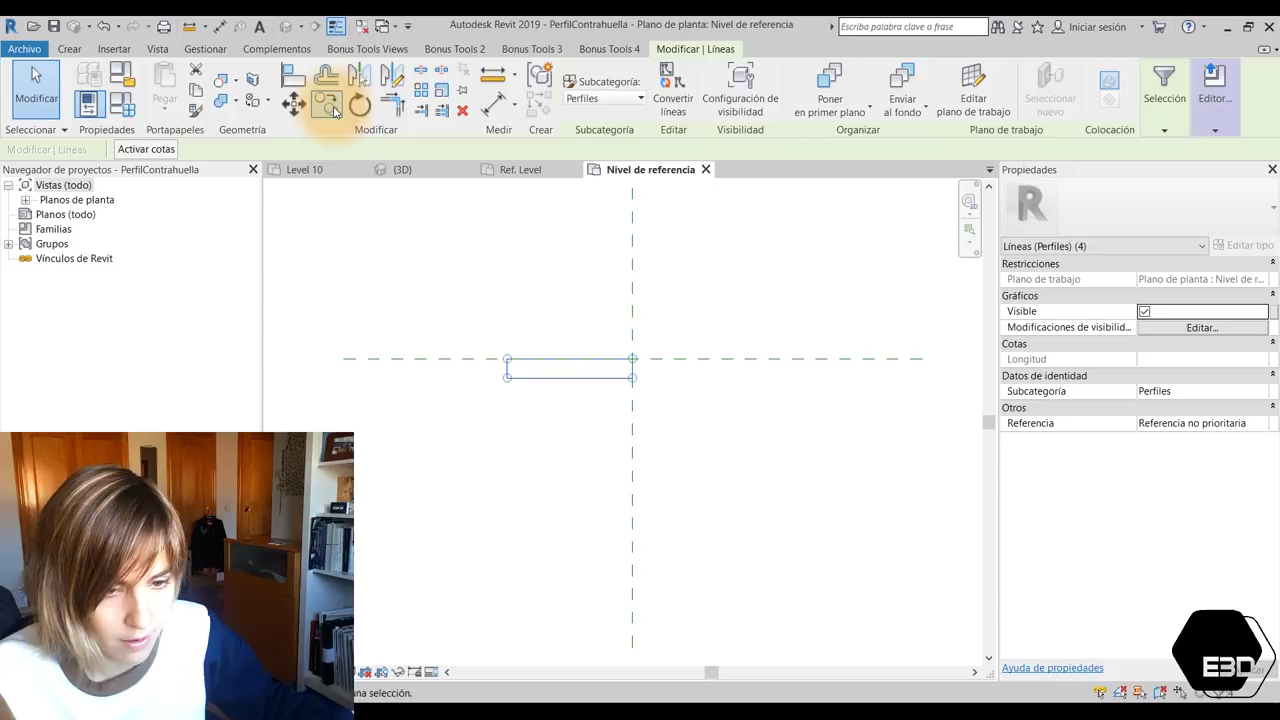 Autodesk Revit 2019 - PerfilContrahuella - Plano de planta: Nivel de referencia
Escriba palabra clave o frase
Iniciar sesión
Archivo
Crear
Insertar
Vista
Gestionar
Complementos
Bonus Tools Views
Bonus Tools 2
Bonus Tools 3
Bonus Tools 4
Modificar | Líneas
Modificar
Pegar
Subcategoría:
Perfiles
Convertir
líneas
Configuración de
visibilidad
Poner
en primer plano
Enviar
al fondo
Editar
plano de trabajo
Seleccionar
nuevo
Selección
Editor...
Seleccionar
Propiedades
Portapapeles
Geometría
Modificar
Medir
Crear
Subcategoría
Editar
Visibilidad
Organizar
Plano de trabajo
Colocación
Modificar | Líneas
Activar cotas
Navegador de proyectos - PerfilContrahuella
Level 10
{3D}
Ref. Level
Nivel de referencia
Propiedades
Vistas (todo)
Planos de planta
Planos (todo)
Familias
Grupos
Vínculos de Revit
R
Líneas (Perfiles) (4)
Editar tipo
Restricciones
Plano de trabajo
Plano de planta : Nivel de r...
Gráficos
Visible
Modificaciones de visibilid...
Editar...
Cotas
Longitud
Datos de identidad
Subcategoría
Perfiles
Otros
Referencia
Referencia no prioritaria
Ayuda de propiedades
E3D
una selección.